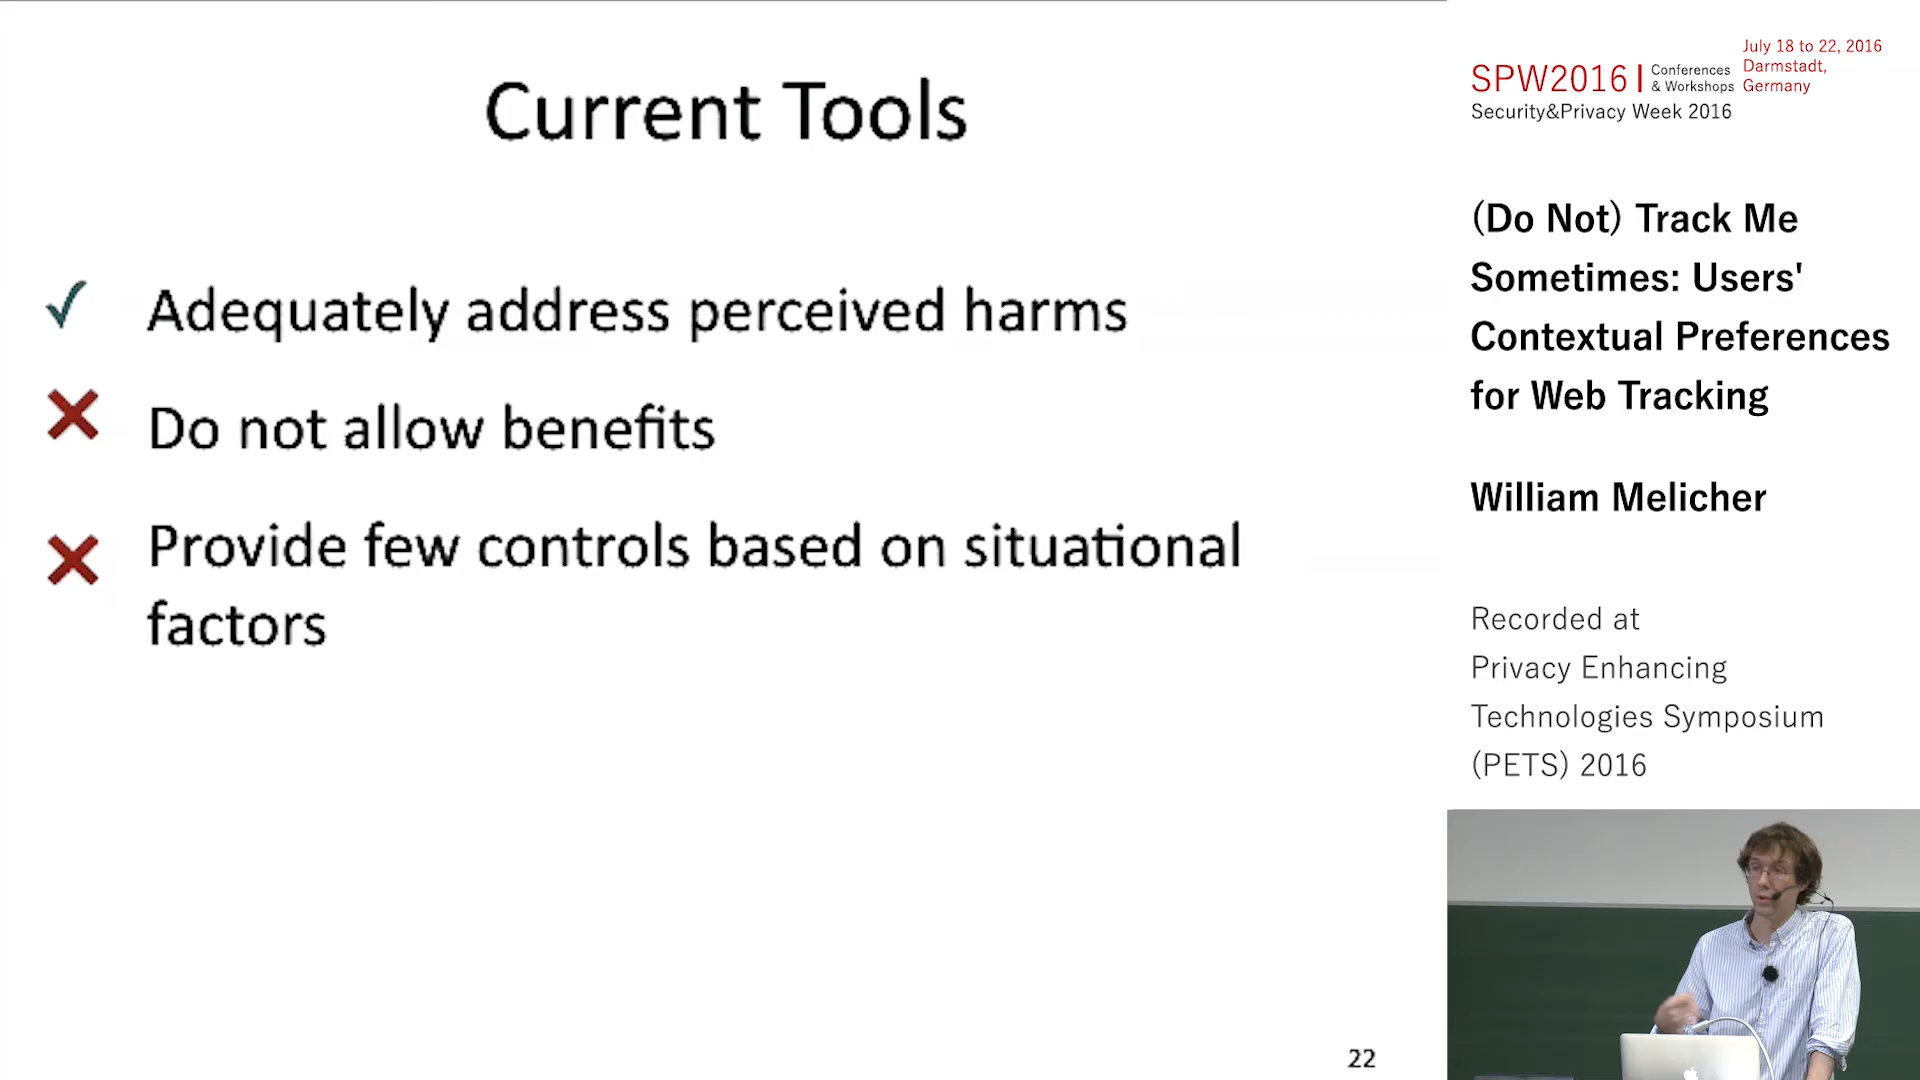 Current Tools
✓ Adequately address perceived harms
✗ Do not allow benefits
✗ Provide few controls based on situational
factors
22
SPW2016 | Conferences
& Workshops
July 18 to 22, 2016
Darmstadt,
Germany
Security&Privacy Week 2016
(Do Not) Track Me
Sometimes: Users'
Contextual Preferences
for Web Tracking
William Melicher
Recorded at
Privacy Enhancing
Technologies Symposium
(PETS) 2016